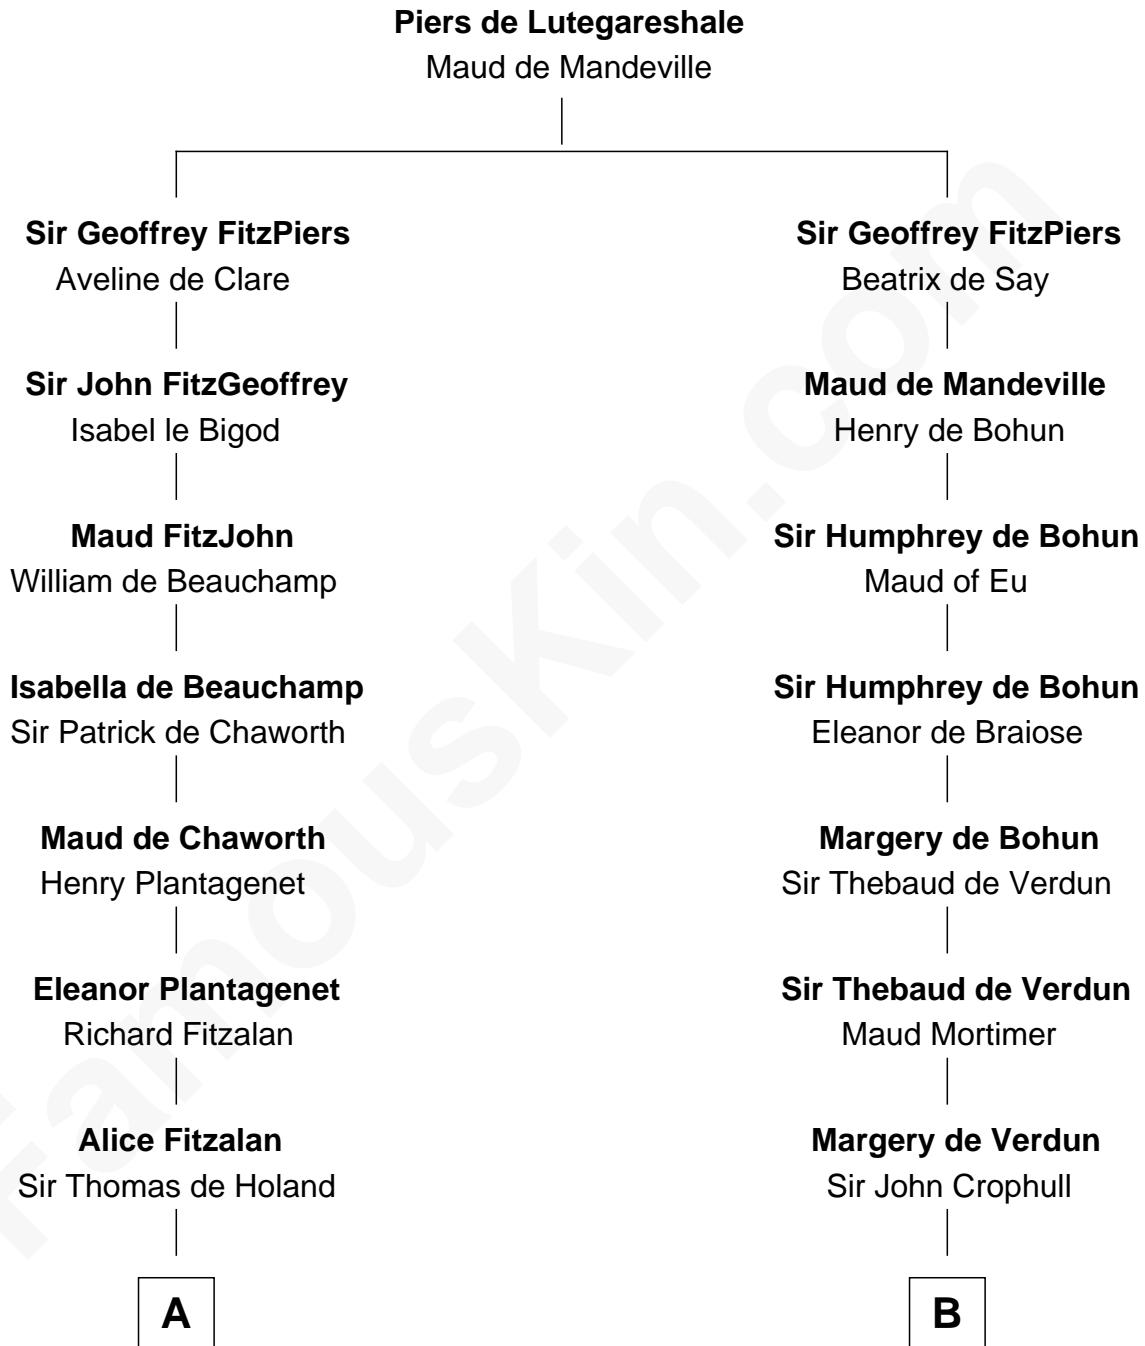 Piers de Lutegareshale
Maud de Mandeville
Sir Geoffrey FitzPiers
Aveline de Clare
Sir John FitzGeoffrey
Isabel le Bigod
Maud FitzJohn
William de Beauchamp
Isabella de Beauchamp
Sir Patrick de Chaworth
Maud de Chaworth
Henry Plantagenet
Eleanor Plantagenet
Richard Fitzalan
Alice Fitzalan
Sir Thomas de Holand
A
Sir Geoffrey FitzPiers
Beatrix de Say
Maud de Mandeville
Henry de Bohun
Sir Humphrey de Bohun
Maud of Eu
Sir Humphrey de Bohun
Eleanor de Braiose
Margery de Bohun
Sir Thebaud de Verdun
Sir Thebaud de Verdun
Maud Mortimer
Margery de Verdun
Sir John Crophull
B
FamousKin.com